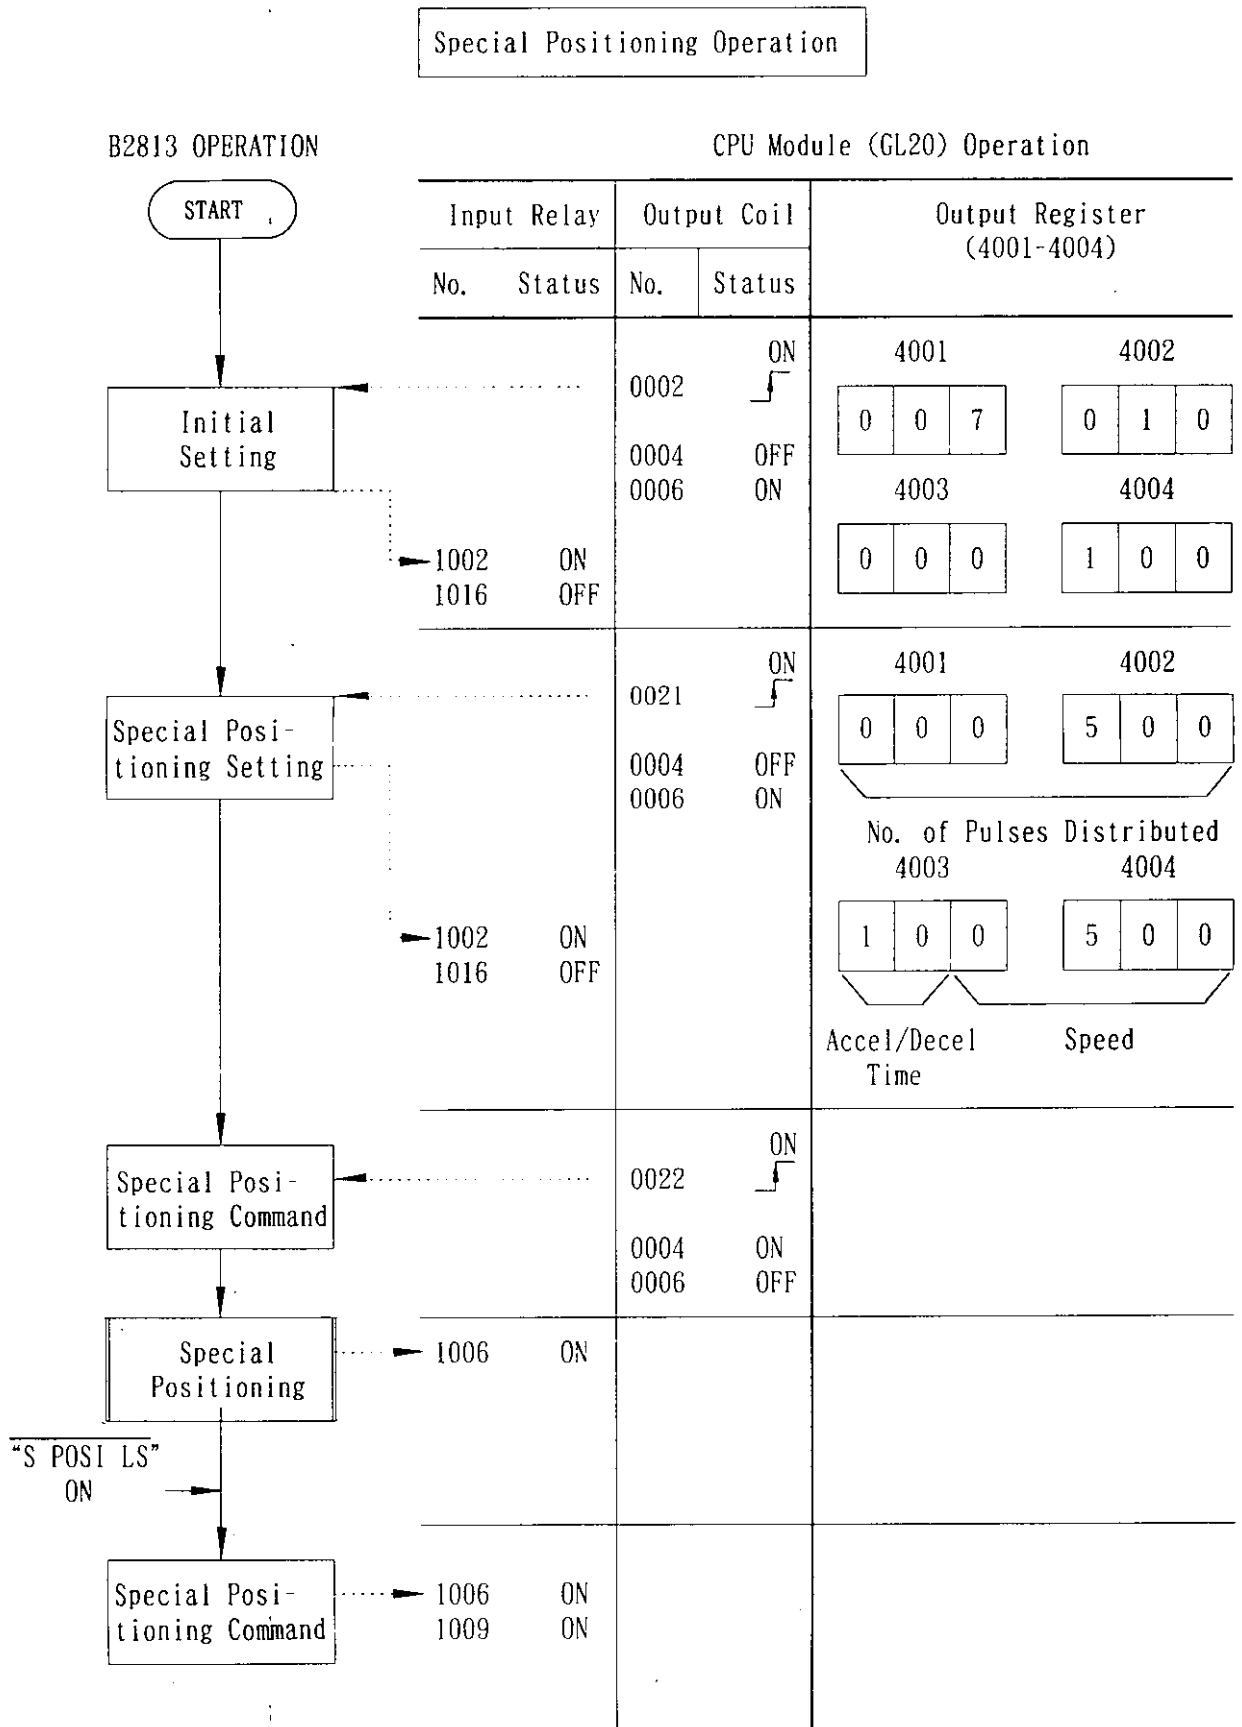 Special Positioning Operation
B2813 OPERATION
CPU Module (GL20) Operation
START
Input Relay
Output Coil
Output Register
(4001-4004)
No. Status
No. Status
ON
4001 4002
0002
0 0 7 0 1 0
Initial
Setting
0004 OFF
0006 ON
4003 4004
1002 ON
0 0 0 1 0 0
1016 OFF
ON
4001 4002
0021
0 0 0 5 0 0
Special Posi-
tioning Setting
0004 OFF
0006 ON
No. of Pulses Distributed
4003 4004
1002 ON
1 0 0 5 0 0
1016 OFF
Accel/Decel
Time
Speed
ON
0022
Special Posi-
tioning Command
0004 ON
0006 OFF
Special
Positioning
1006 ON
"S POSI LS"
ON
Special Posi-
tioning Command
1006 ON
1009 ON